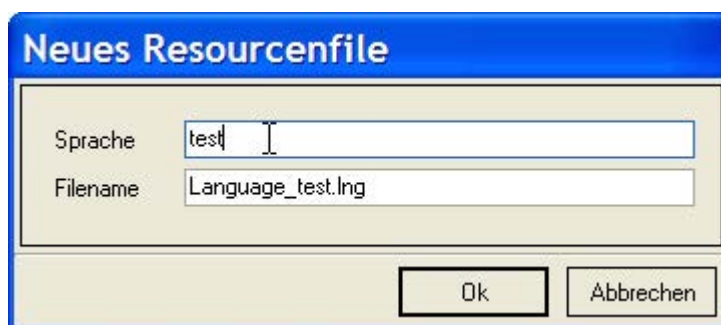 Neues Resourcenfile
Sprache test
Filename Language_test.lng
Ok Abbrechen